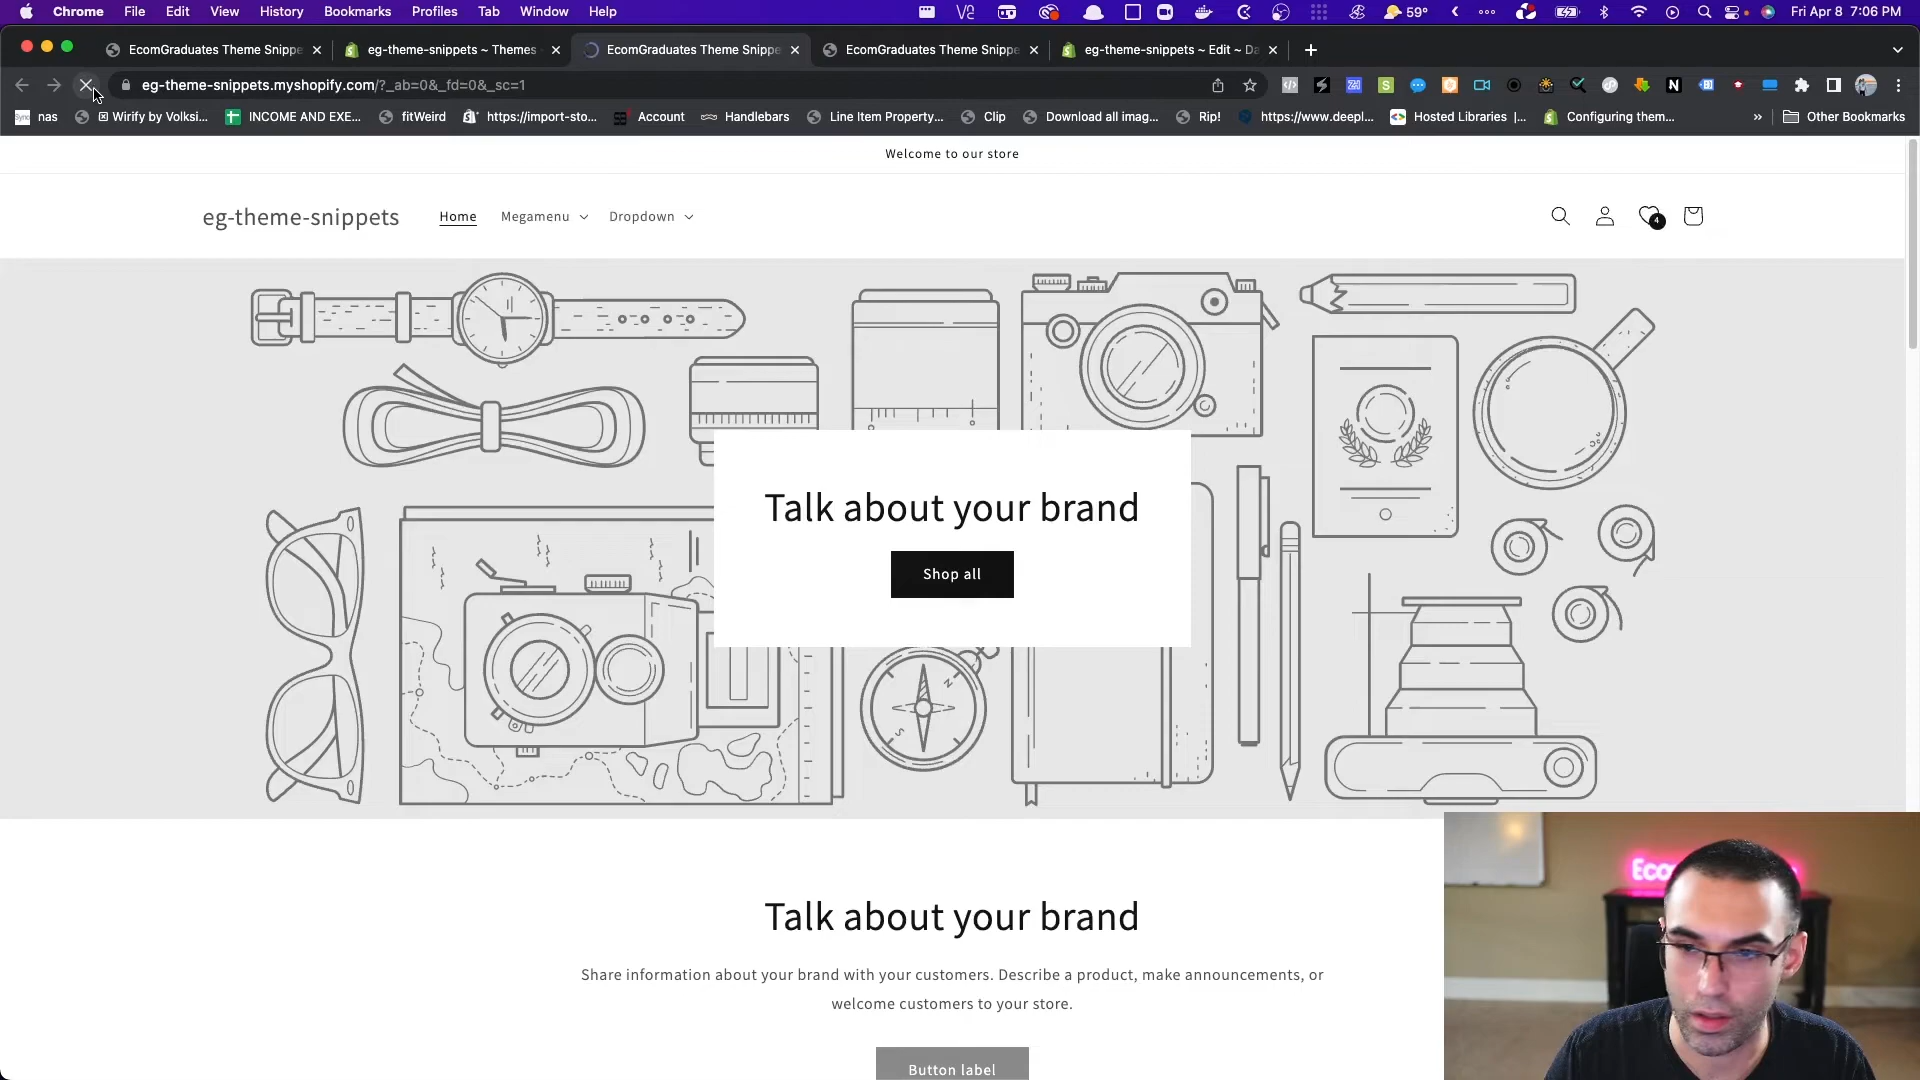 Chrome File Edit View History Bookmarks Profiles Tab Window Help 59° Fri Apr 8 7:06 PM
EcomGraduates Theme Snippe eg-theme-snippets ~ Themes EcomGraduates Theme Snippe EcomGraduates Theme Snippe eg-theme-snippets ~ Edit ~ Da
eg-theme-snippets.myshopify.com/?_ab=0&_fd=0&_sc=1
nas Wirify by Volksi... INCOME AND EXE... fitWeird https://import-sto... Account Handlebars Line Item Property... Clip Download all imag... Rip! https://www.deepl... Hosted Libraries |... Configuring them... » Other Bookmarks
Welcome to our store
eg-theme-snippets Home Megamenu Dropdown 4
Talk about your brand
Shop all
Talk about your brand
Share information about your brand with your customers. Describe a product, make announcements, or
welcome customers to your store.
Button label